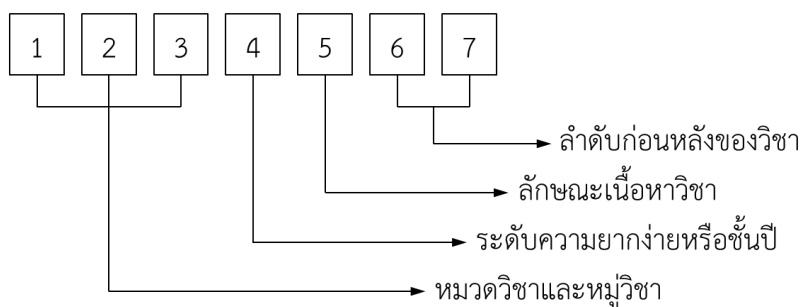 1 2 3 4 5 6 7
ลำดับก่อนหลังของวิชา
ลักษณะเนื้อหาวิชา
ระดับความยากง่ายหรือชั้นปี
หมวดวิชาและหมู่วิชา